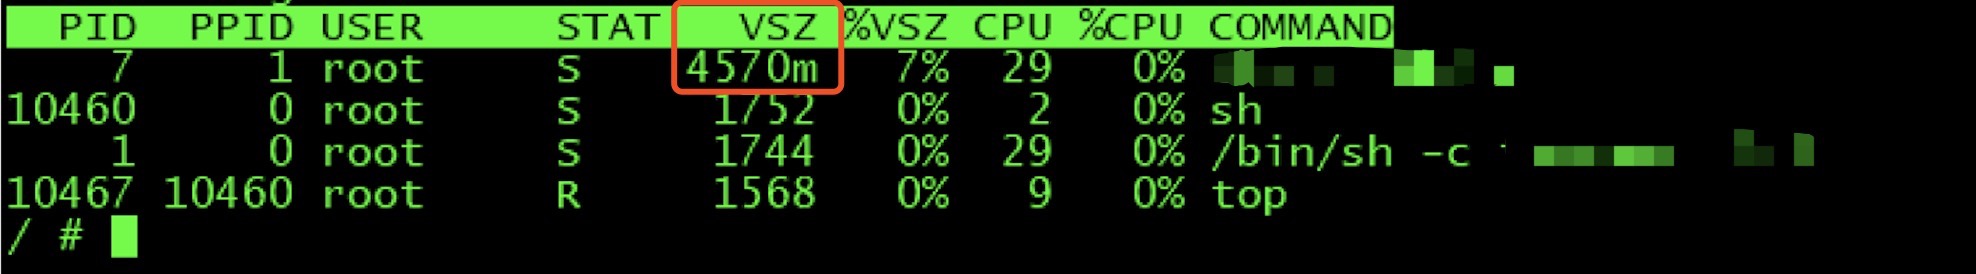 PID PPID USER STAT VSZ %VSZ CPU %CPU COMMAND
7 1 root S 4570m 7% 29 0%
10460 0 root S 1752 0% 2 0% sh
1 0 root S 1744 0% 29 0% /bin/sh -c
10467 10460 root R 1568 0% 9 0% top
/ #